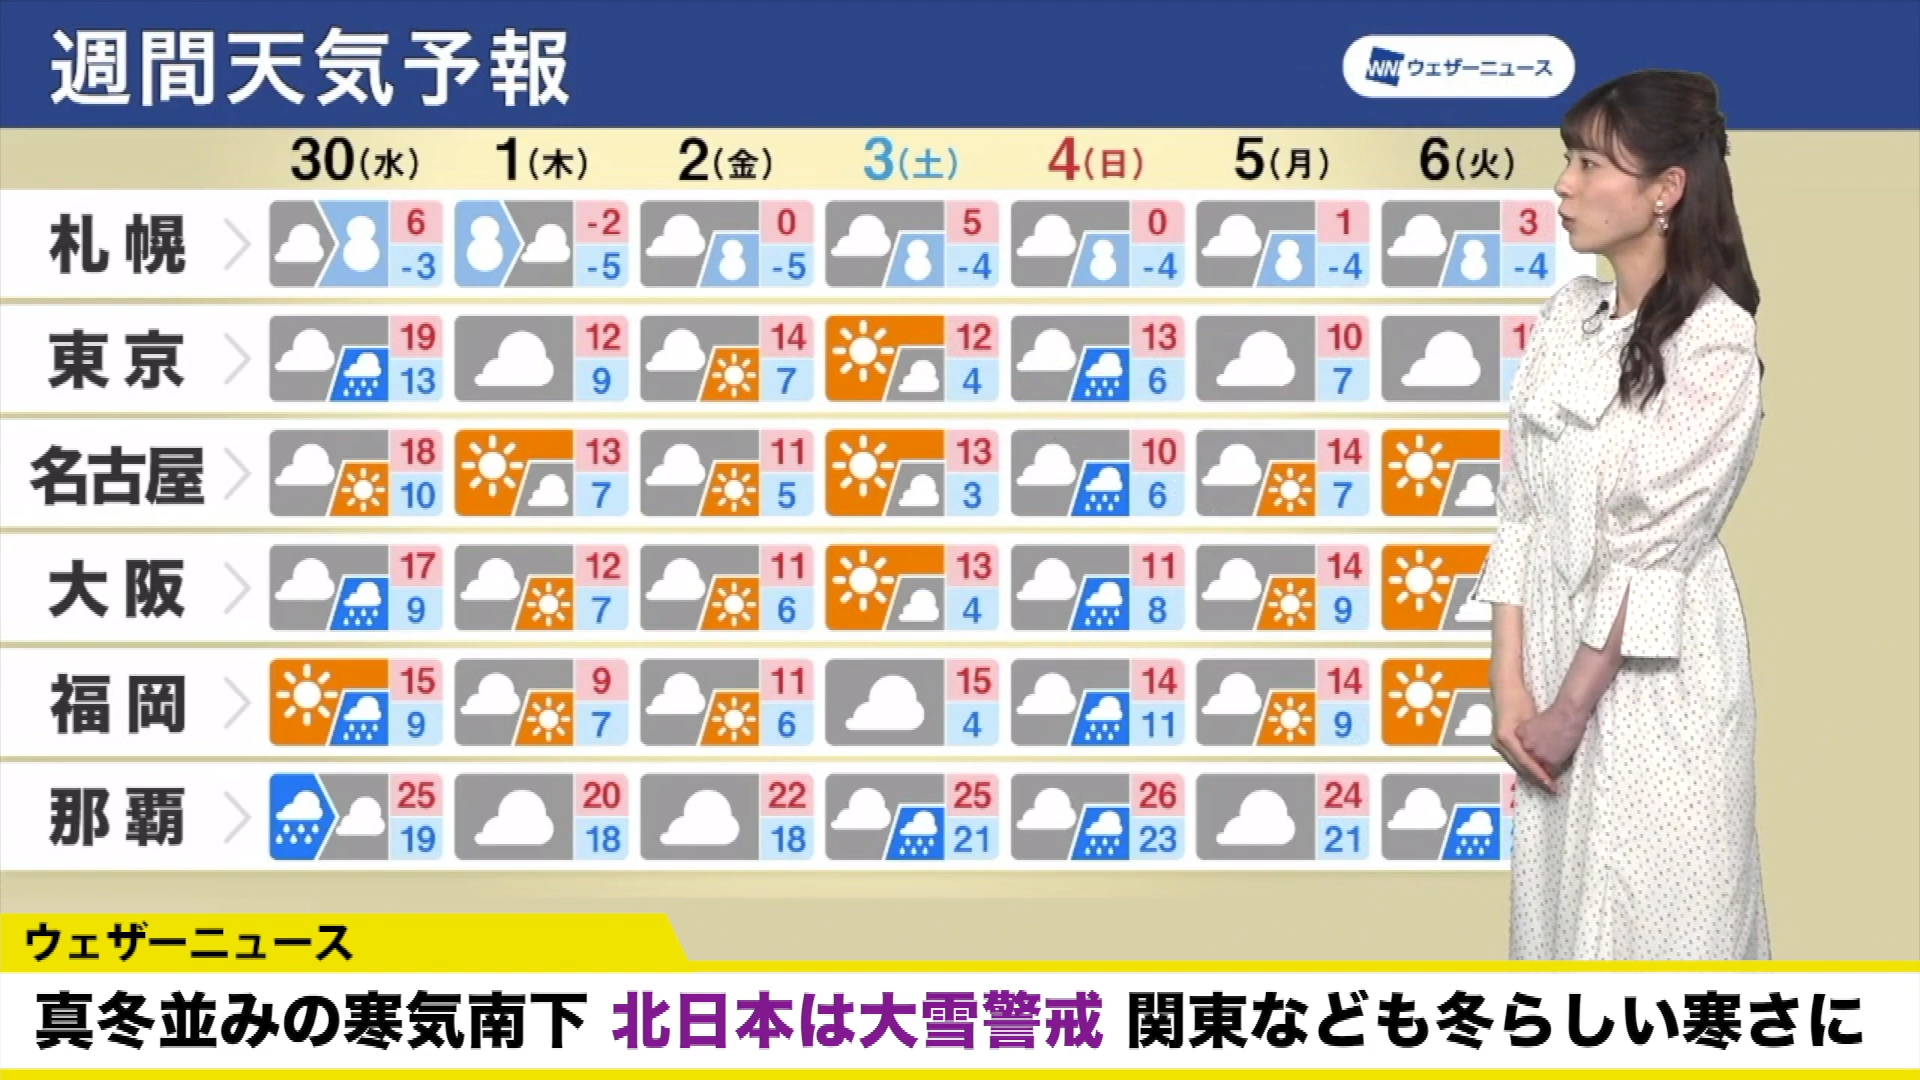 週間天気予報
WNI ウェザーニュース
30(水) 1(木) 2(金) 3(土) 4(日) 5(月) 6(火)
札幌 6 -3 -2 -5 0 -5 5 -4 0 -4 1 -4 3 -4
東京 19 13 12 9 14 7 12 4 13 6 10 7
名古屋 18 10 13 7 11 5 13 3 10 6 14 7
大阪 17 9 12 7 11 6 13 4 11 8 14 9
福岡 15 9 9 7 11 6 15 4 14 11 14 9
那覇 25 19 20 18 22 18 25 21 26 23 24 21
ウェザーニュース
真冬並みの寒気南下 北日本は大雪警戒 関東なども冬らしい寒さに